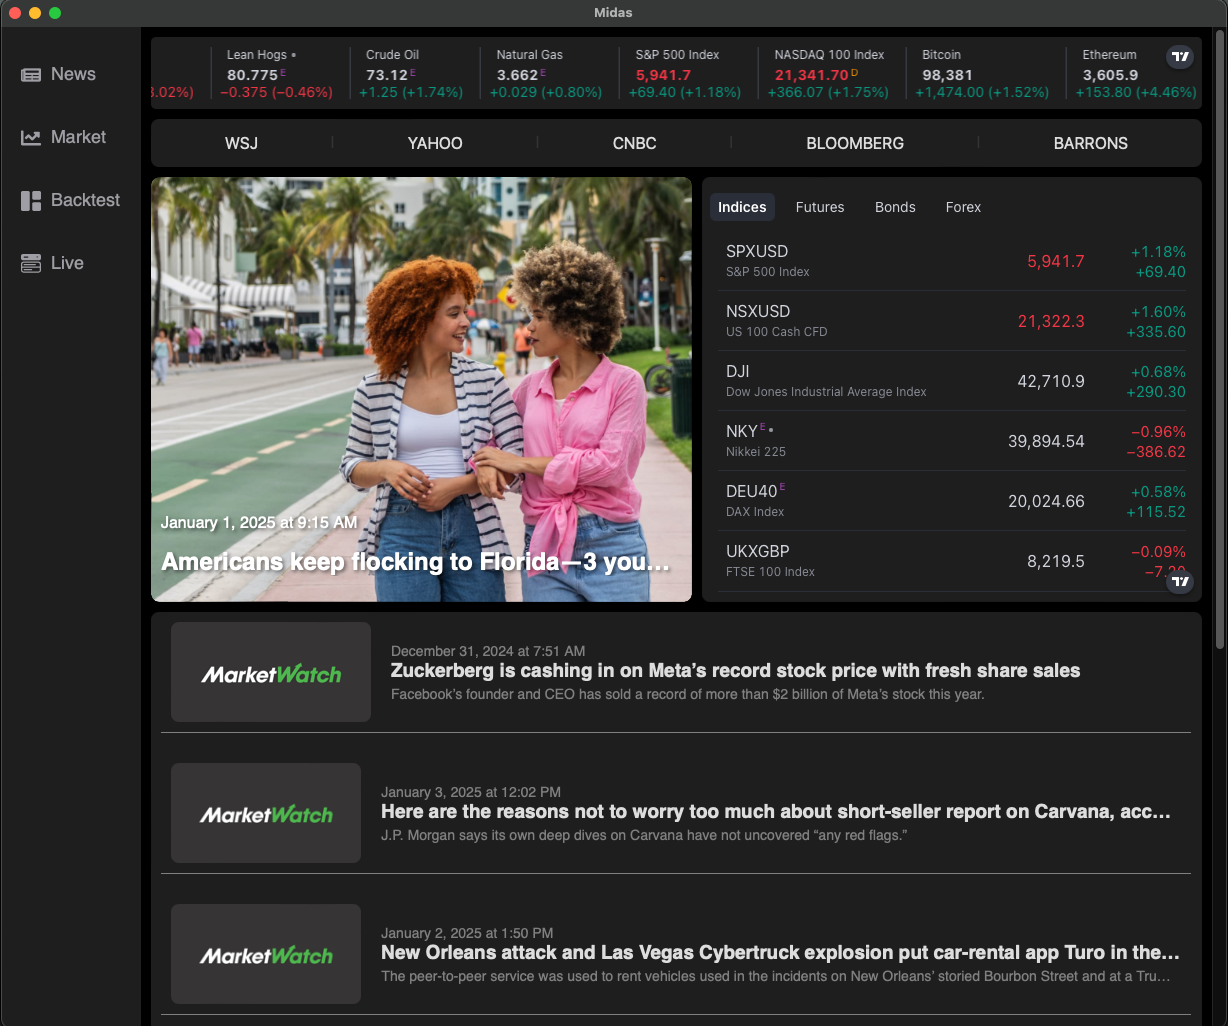 Midas
News
Market
Backtest
Live
3.02%)
Lean Hogs
80.775 E
−0.375 (−0.46%)
Crude Oil
73.12 E
+1.25 (+1.74%)
Natural Gas
3.662 E
+0.029 (+0.80%)
S&P 500 Index
5,941.7
+69.40 (+1.18%)
NASDAQ 100 Index
21,341.70 D
+366.07 (+1.75%)
Bitcoin
98,381
+1,474.00 (+1.52%)
Ethereum
3,605.9
+153.80 (+4.46%)
WSJ YAHOO CNBC BLOOMBERG BARRONS
January 1, 2025 at 9:15 AM
Americans keep flocking to Florida—3 you...
Indices Futures Bonds Forex
SPXUSD
S&P 500 Index
5,941.7
+1.18%
+69.40
NSXUSD
US 100 Cash CFD
21,322.3
+1.60%
+335.60
DJI
Dow Jones Industrial Average Index
42,710.9
+0.68%
+290.30
NKY E
Nikkei 225
39,894.54
−0.96%
−386.62
DEU40 E
DAX Index
20,024.66
+0.58%
+115.52
UKXGBP
FTSE 100 Index
8,219.5
−0.09%
MarketWatch
December 31, 2024 at 7:51 AM
Zuckerberg is cashing in on Meta’s record stock price with fresh share sales
Facebook’s founder and CEO has sold a record of more than $2 billion of Meta’s stock this year.
MarketWatch
January 3, 2025 at 12:02 PM
Here are the reasons not to worry too much about short-seller report on Carvana, acc...
J.P. Morgan says its own deep dives on Carvana have not uncovered “any red flags.”
MarketWatch
January 2, 2025 at 1:50 PM
New Orleans attack and Las Vegas Cybertruck explosion put car-rental app Turo in the...
The peer-to-peer service was used to rent vehicles used in the incidents on New Orleans’ storied Bourbon Street and at a Tru...